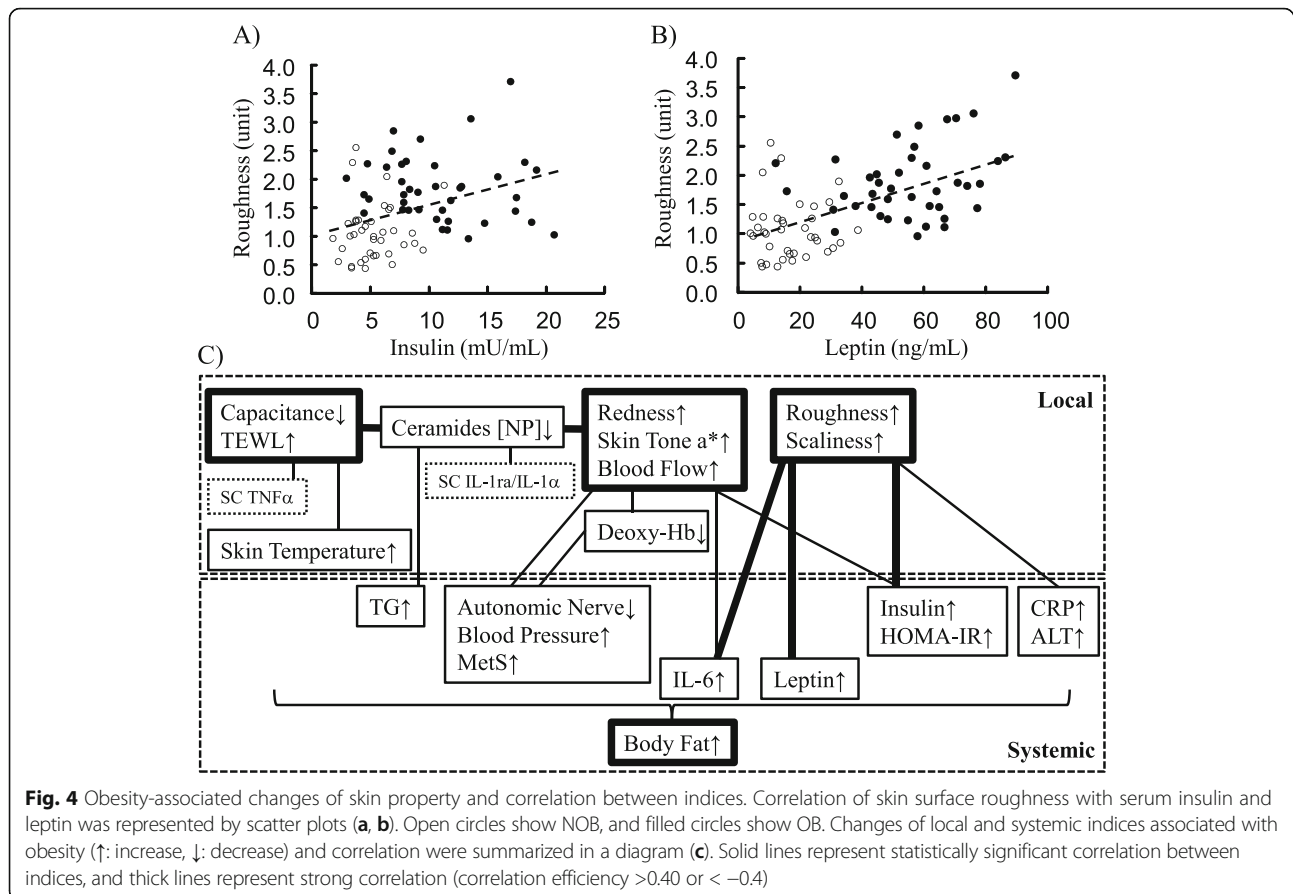 A)
4.0
3.5
3.0
2.5
2.0
1.5
1.0
0.5
0.0
Roughness (unit)
0 5 10 15 20 25
Insulin (mU/mL)
B)
4.0
3.5
3.0
2.5
2.0
1.5
1.0
0.5
0.0
Roughness (unit)
0 20 40 60 80 100
Leptin (ng/mL)
C)
Local
Capacitance↓
TEWL↑
Ceramides [NP]↓
Redness↑
Skin Tone a*↑
Blood Flow↑
Roughness↑
Scaliness↑
SC TNFα
SC IL-1ra/IL-1α
Skin Temperature↑
Deoxy-Hb↓
TG↑
Autonomic Nerve↓
Blood Pressure↑
MetS↑
IL-6↑
Leptin↑
Insulin↑
HOMA-IR↑
CRP↑
ALT↑
Body Fat↑
Systemic
Fig. 4 Obesity-associated changes of skin property and correlation between indices. Correlation of skin surface roughness with serum insulin and
leptin was represented by scatter plots (a, b). Open circles show NOB, and filled circles show OB. Changes of local and systemic indices associated with
obesity (↑: increase, ↓: decrease) and correlation were summarized in a diagram (c). Solid lines represent statistically significant correlation between
indices, and thick lines represent strong correlation (correlation efficiency >0.40 or < −0.4)